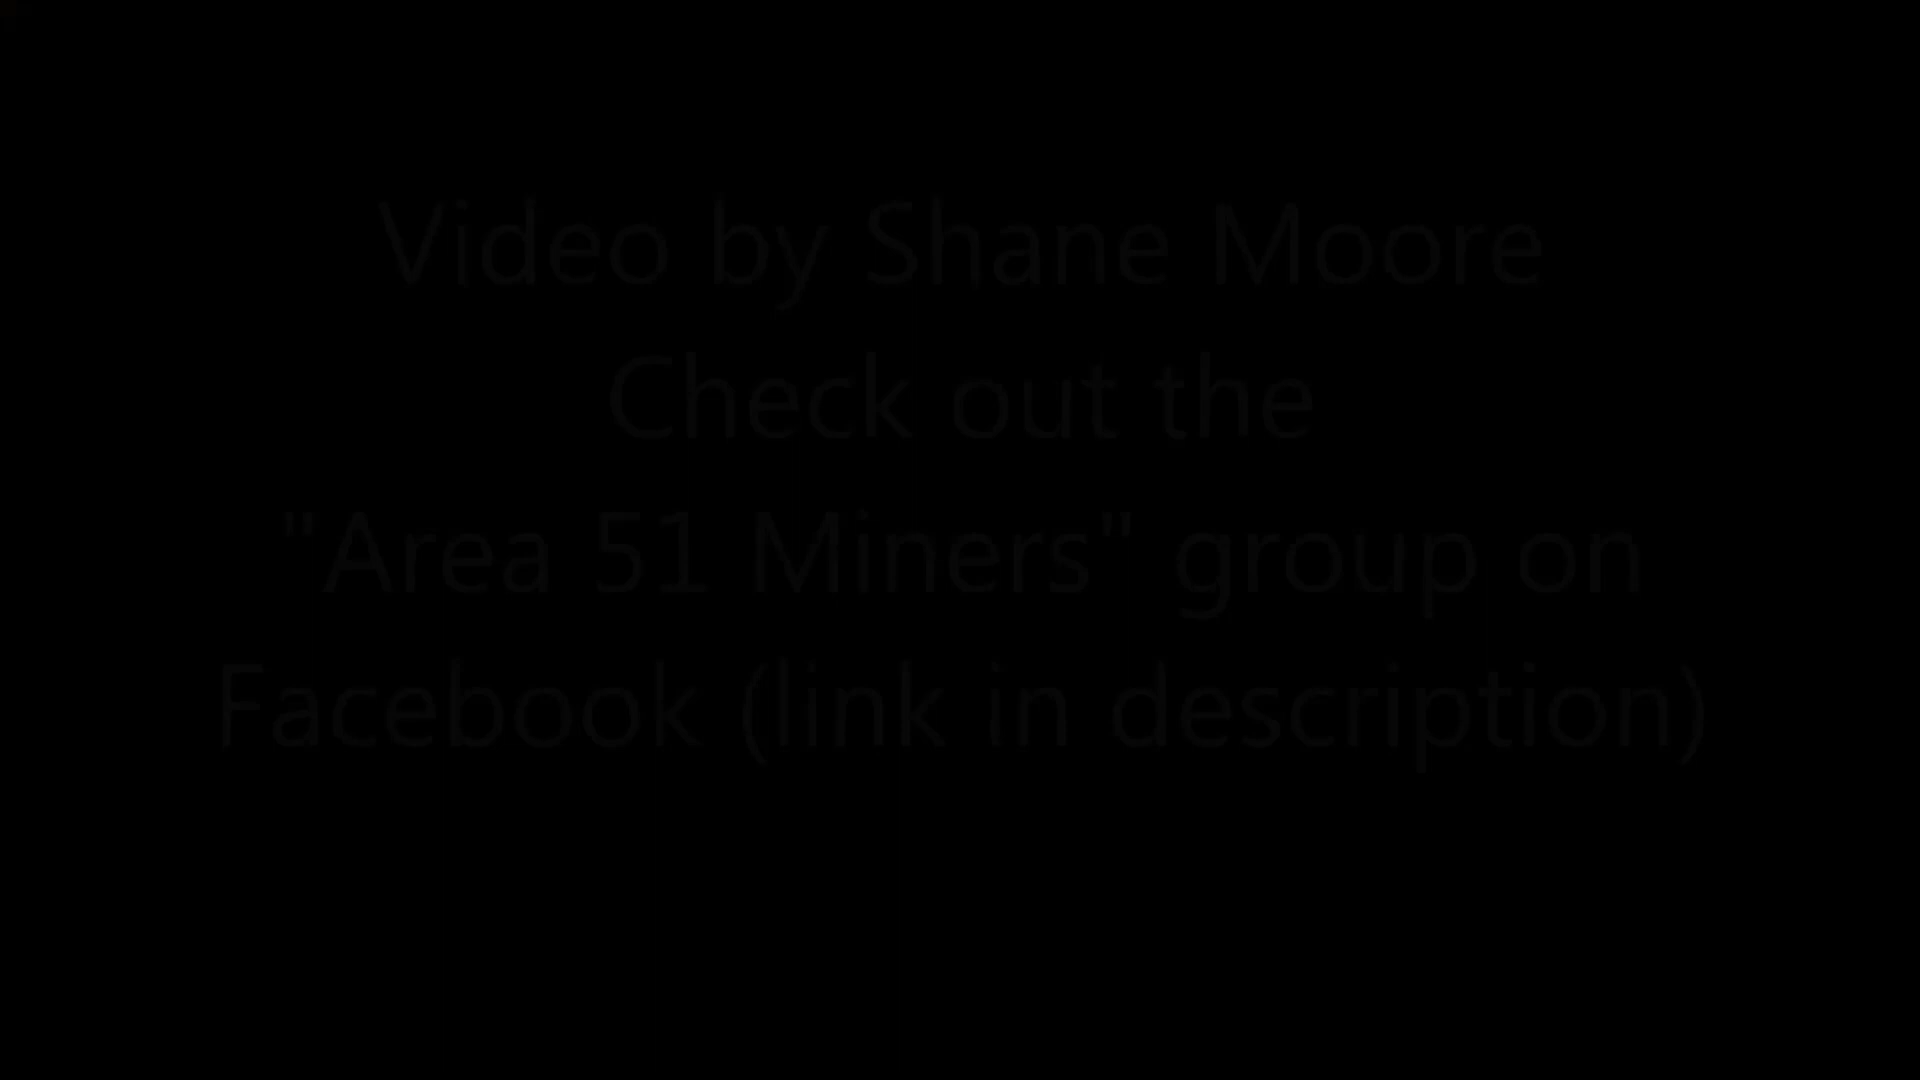 Video by Shane Moore
Check out the
"Area 51 Miners" group on
Facebook (link in description)